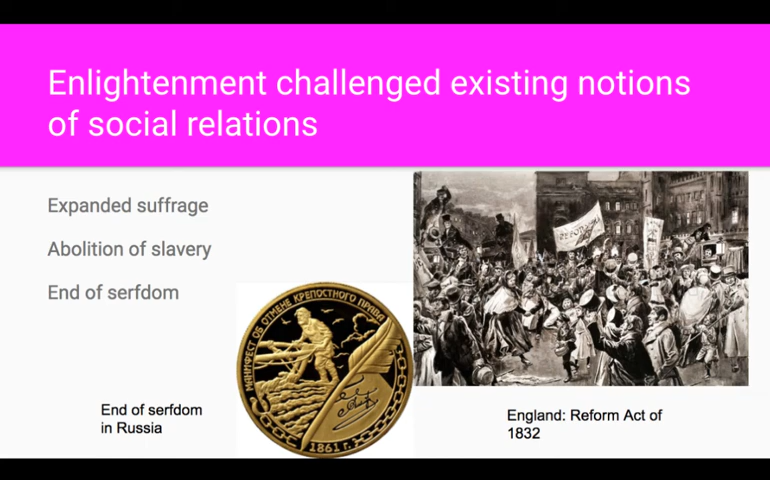 Enlightenment challenged existing notions
of social relations
Expanded suffrage
Abolition of slavery
End of serfdom
МАНИФЕСТ ОБ ОТМЕНЕ КРЕПОСТНОГО ПРАВА
1861 г.
End of serfdom
in Russia
England: Reform Act of
1832